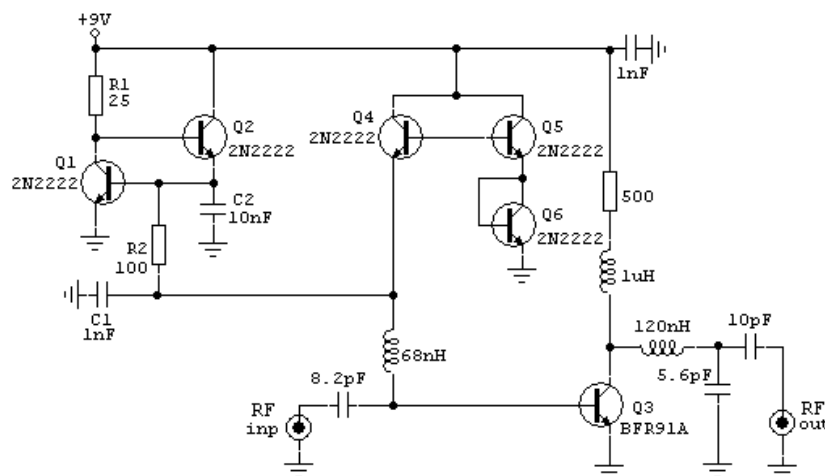 +9V
R1
25
Q1
2N2222
Q2
2N2222
C2
10nF
R2
100
C1
1nF
Q4
2N2222
Q5
2N2222
Q6
2N2222
1nF
500
1uH
68nH
8.2pF
RF
inp
120nH
10pF
5.6pF
Q3
BFR91A
RF
out